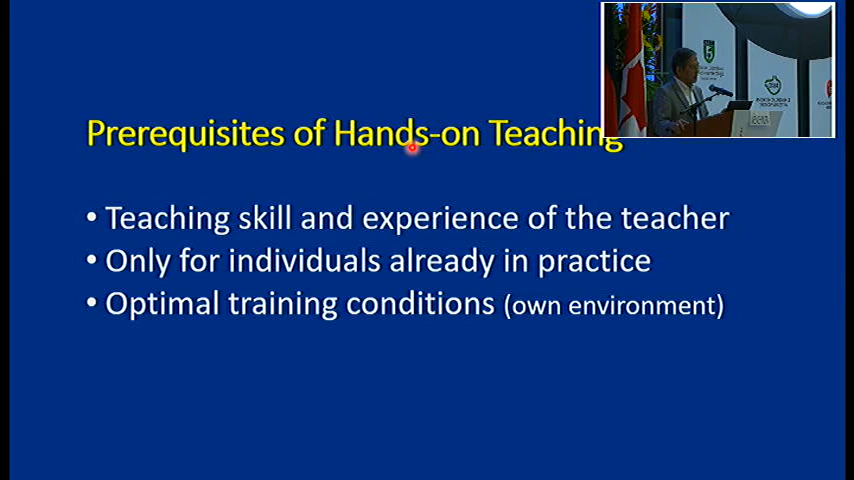 Prerequisites of Hands-on Teaching
• Teaching skill and experience of the teacher
• Only for individuals already in practice
• Optimal training conditions (own environment)